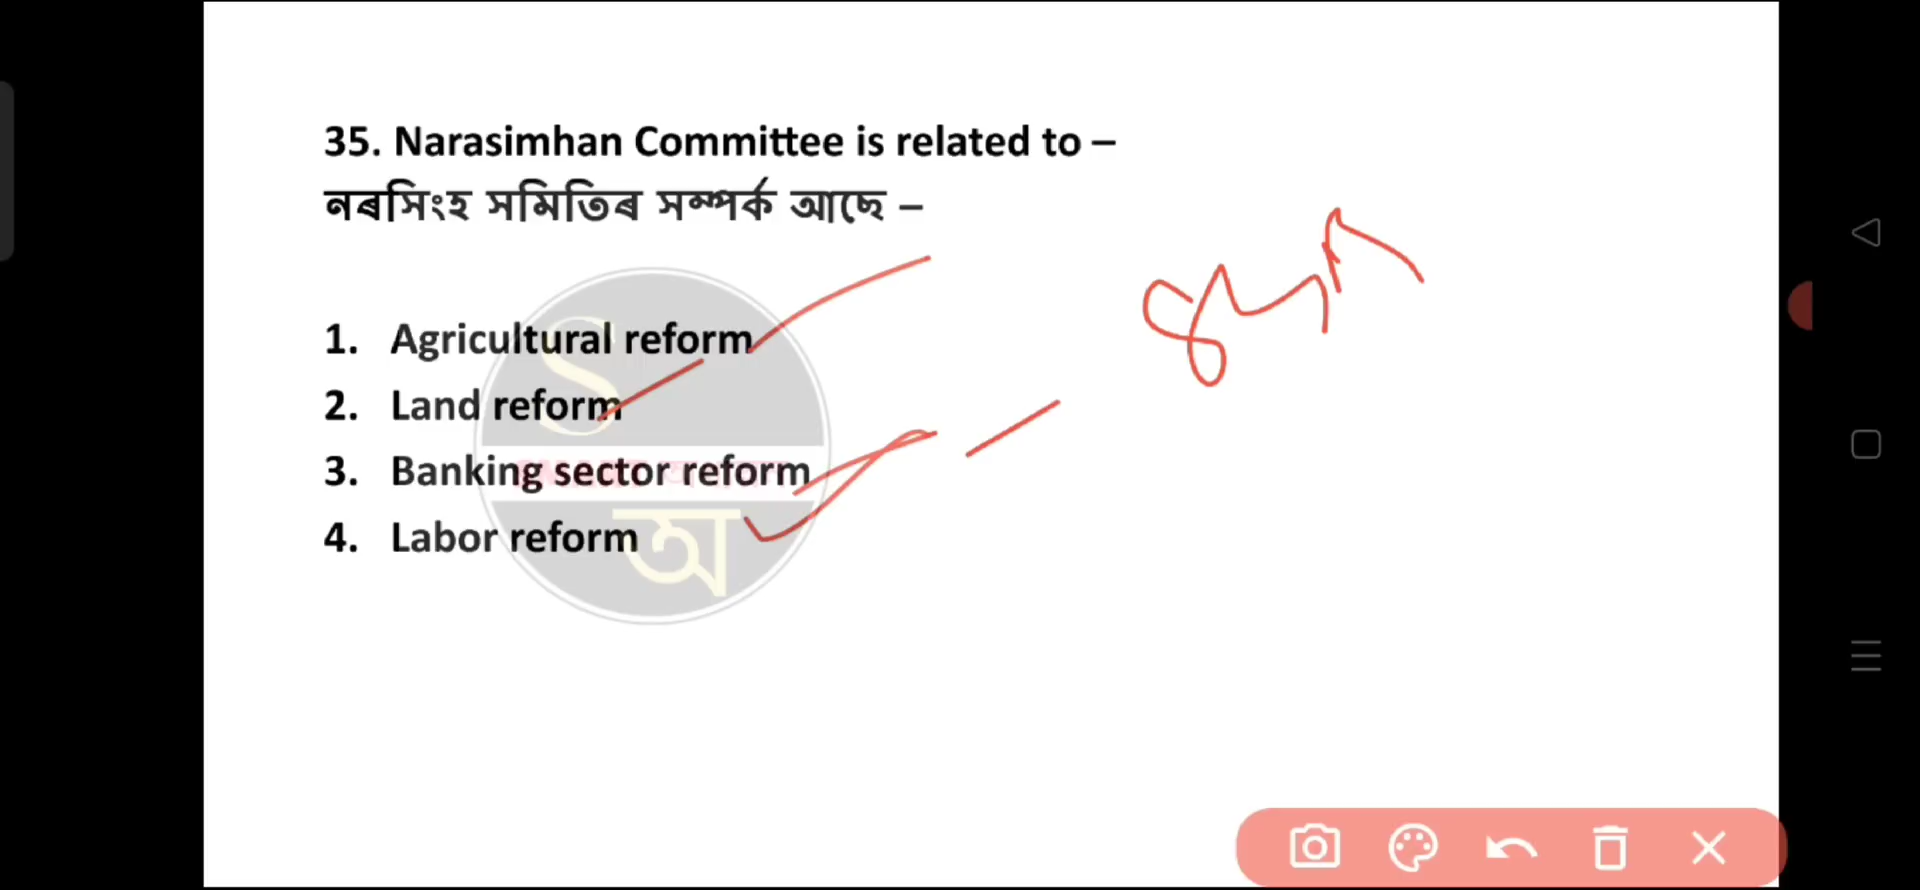 35. Narasimhan Committee is related to –
নৰসিংহ সমিতিৰ সম্পৰ্ক আছে –
1. Agricultural reform
2. Land reform
3. Banking sector reform
4. Labor reform
S
অ